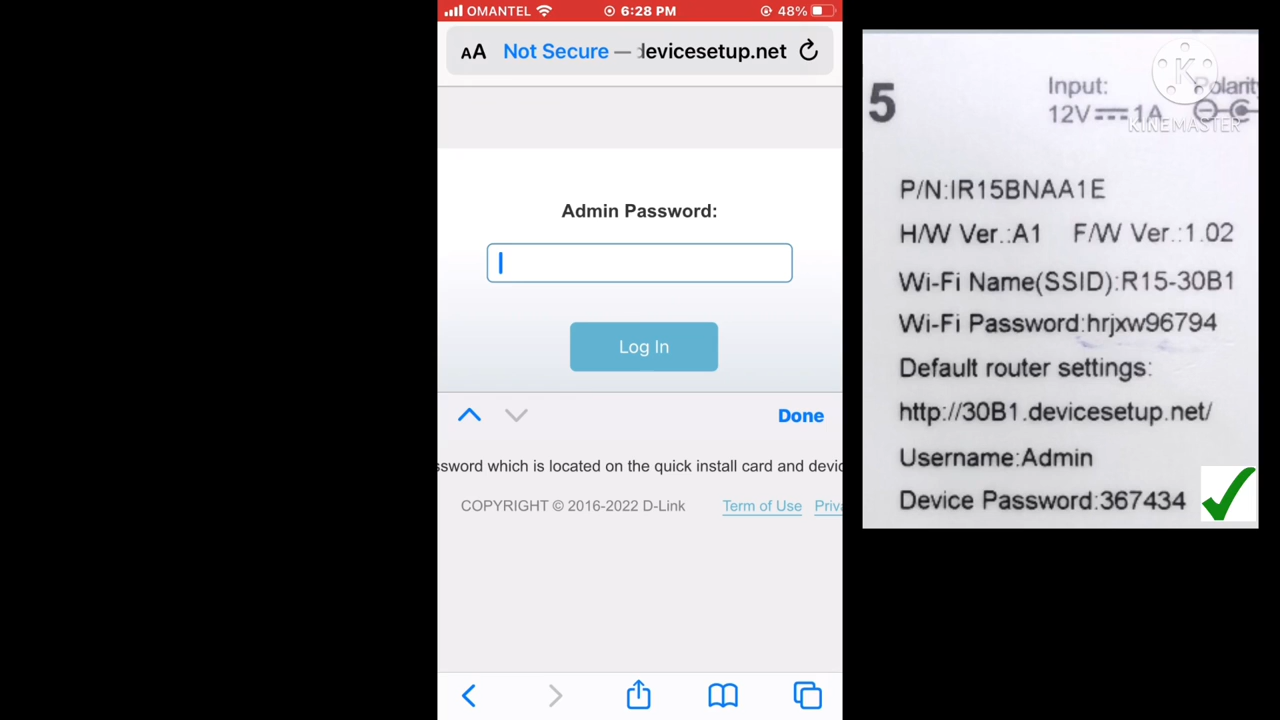 OMANTEL 6:28 PM 48%
AA Not Secure — devicesetup.net
Admin Password:
Log In
Done
ssword which is located on the quick install card and devic
COPYRIGHT © 2016-2022 D-Link Term of Use Priva
5
Input: Polarit
12V 1A
KINEMASTER
P/N:IR15BNAA1E
H/W Ver.:A1 F/W Ver.:1.02
Wi-Fi Name(SSID):R15-30B1
Wi-Fi Password:hrjxw96794
Default router settings:
http://30B1.devicesetup.net/
Username:Admin
Device Password:367434